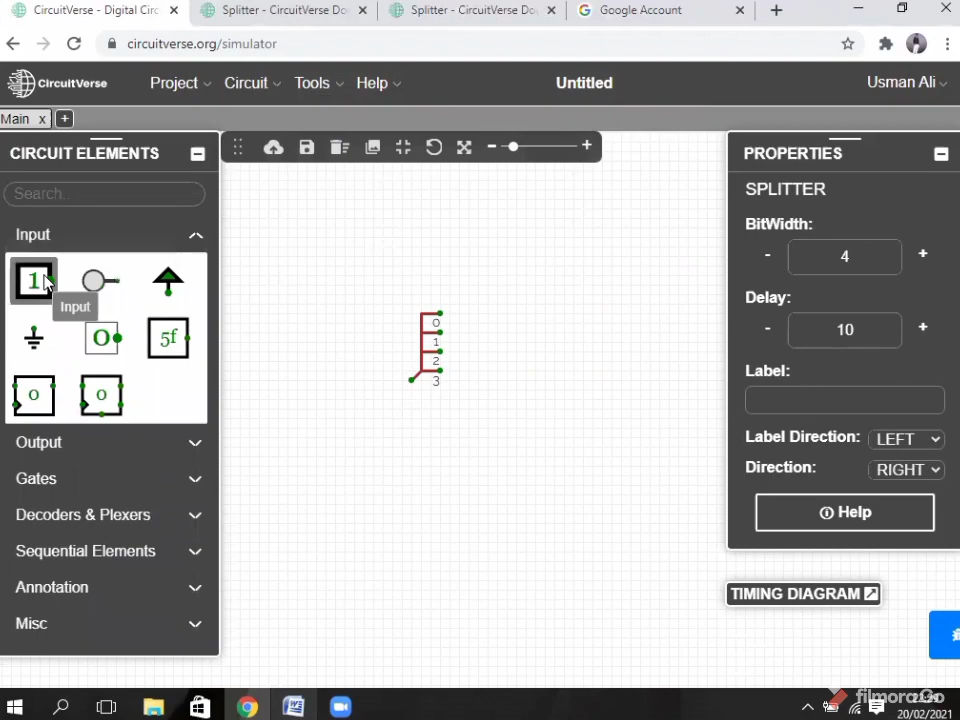 CircuitVerse - Digital Circ
Splitter - CircuitVerse Do
Splitter - CircuitVerse Do
Google Account
circuitverse.org/simulator
CircuitVerse
Project
Circuit
Tools
Help
Untitled
Usman Ali
Main x +
CIRCUIT ELEMENTS
Search..
Input
1
Input
O
5f
0
0
Output
Gates
Decoders & Plexers
Sequential Elements
Annotation
Misc
0
1
2
3
PROPERTIES
SPLITTER
BitWidth:
- 4 +
Delay:
- 10 +
Label:
Label Direction: LEFT
Direction: RIGHT
Help
TIMING DIAGRAM
filmoraGo
20/02/2021